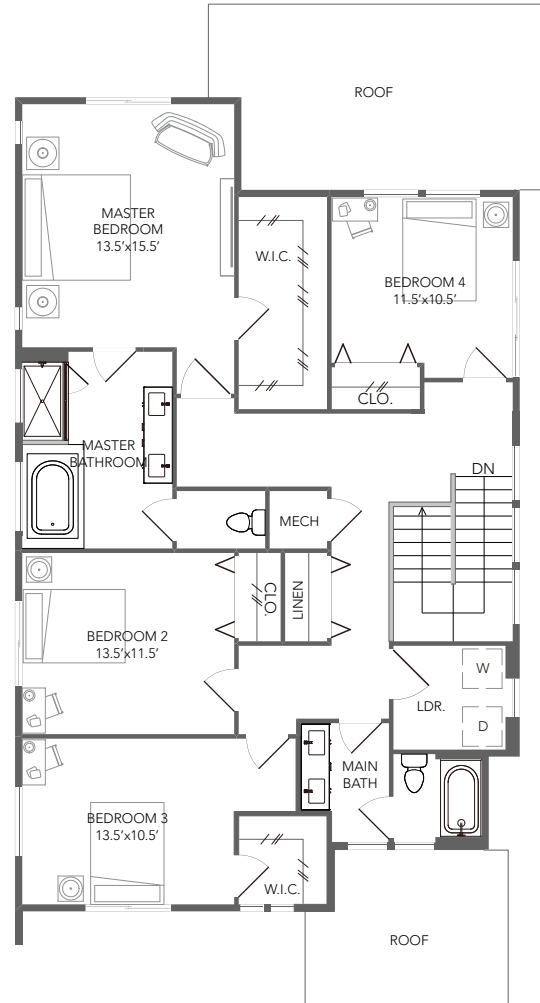 ROOF
MASTER
BEDROOM
13.5'x15.5'
W.I.C.
BEDROOM 4
11.5'x10.5'
CLO.
MASTER
BATHROOM
DN
MECH
CLO.
LINEN
BEDROOM 2
13.5'x11.5'
W
LDR.
D
MAIN
BATH
BEDROOM 3
13.5'x10.5'
W.I.C.
ROOF